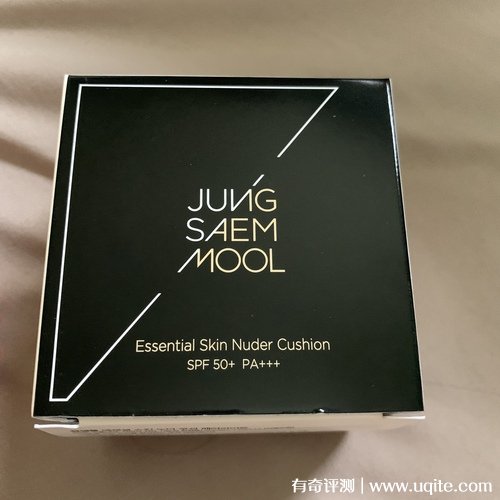 JUNG
SAEM
MOOL
Essential Skin Nuder Cushion
SPF 50+ PA+++
有奇评测 | www.uqite.com